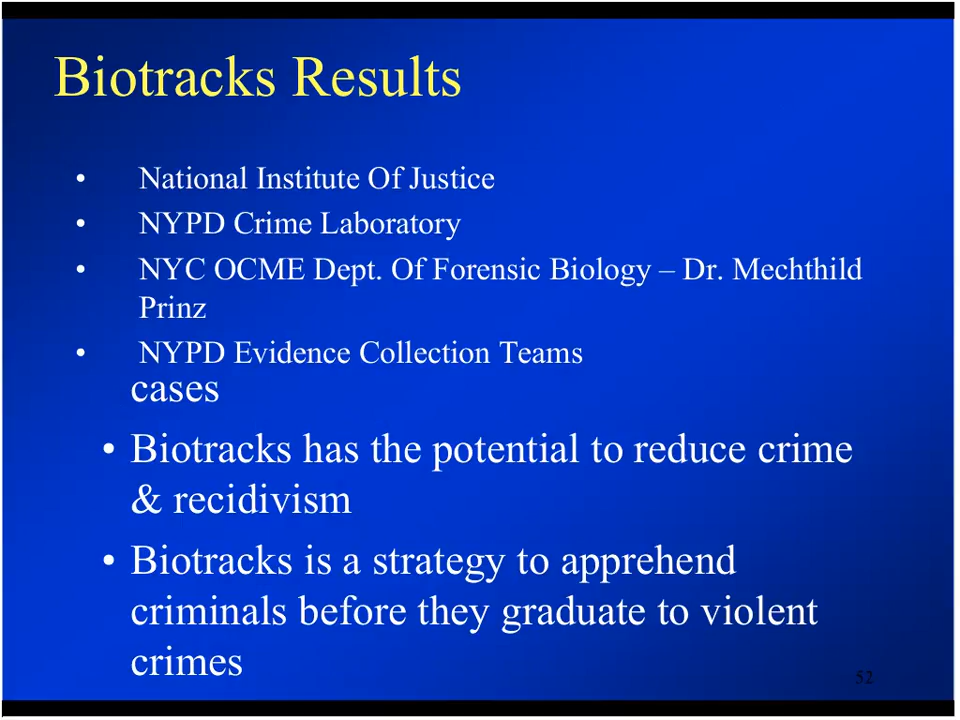 Biotracks Results
• National Institute Of Justice
• NYPD Crime Laboratory
• NYC OCME Dept. Of Forensic Biology – Dr. Mechthild
Prinz
• NYPD Evidence Collection Teams
cases
• Biotracks has the potential to reduce crime
& recidivism
• Biotracks is a strategy to apprehend
criminals before they graduate to violent
crimes
52